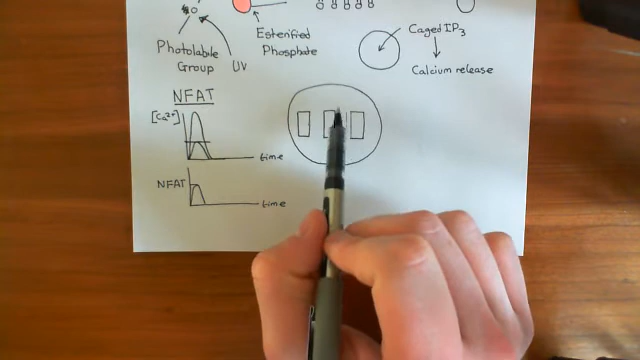 Esterified
Phosphate
Photolabile
Group
UV
Caged IP3
Calcium release
NFAT
[Ca2+]
time
NFAT
time